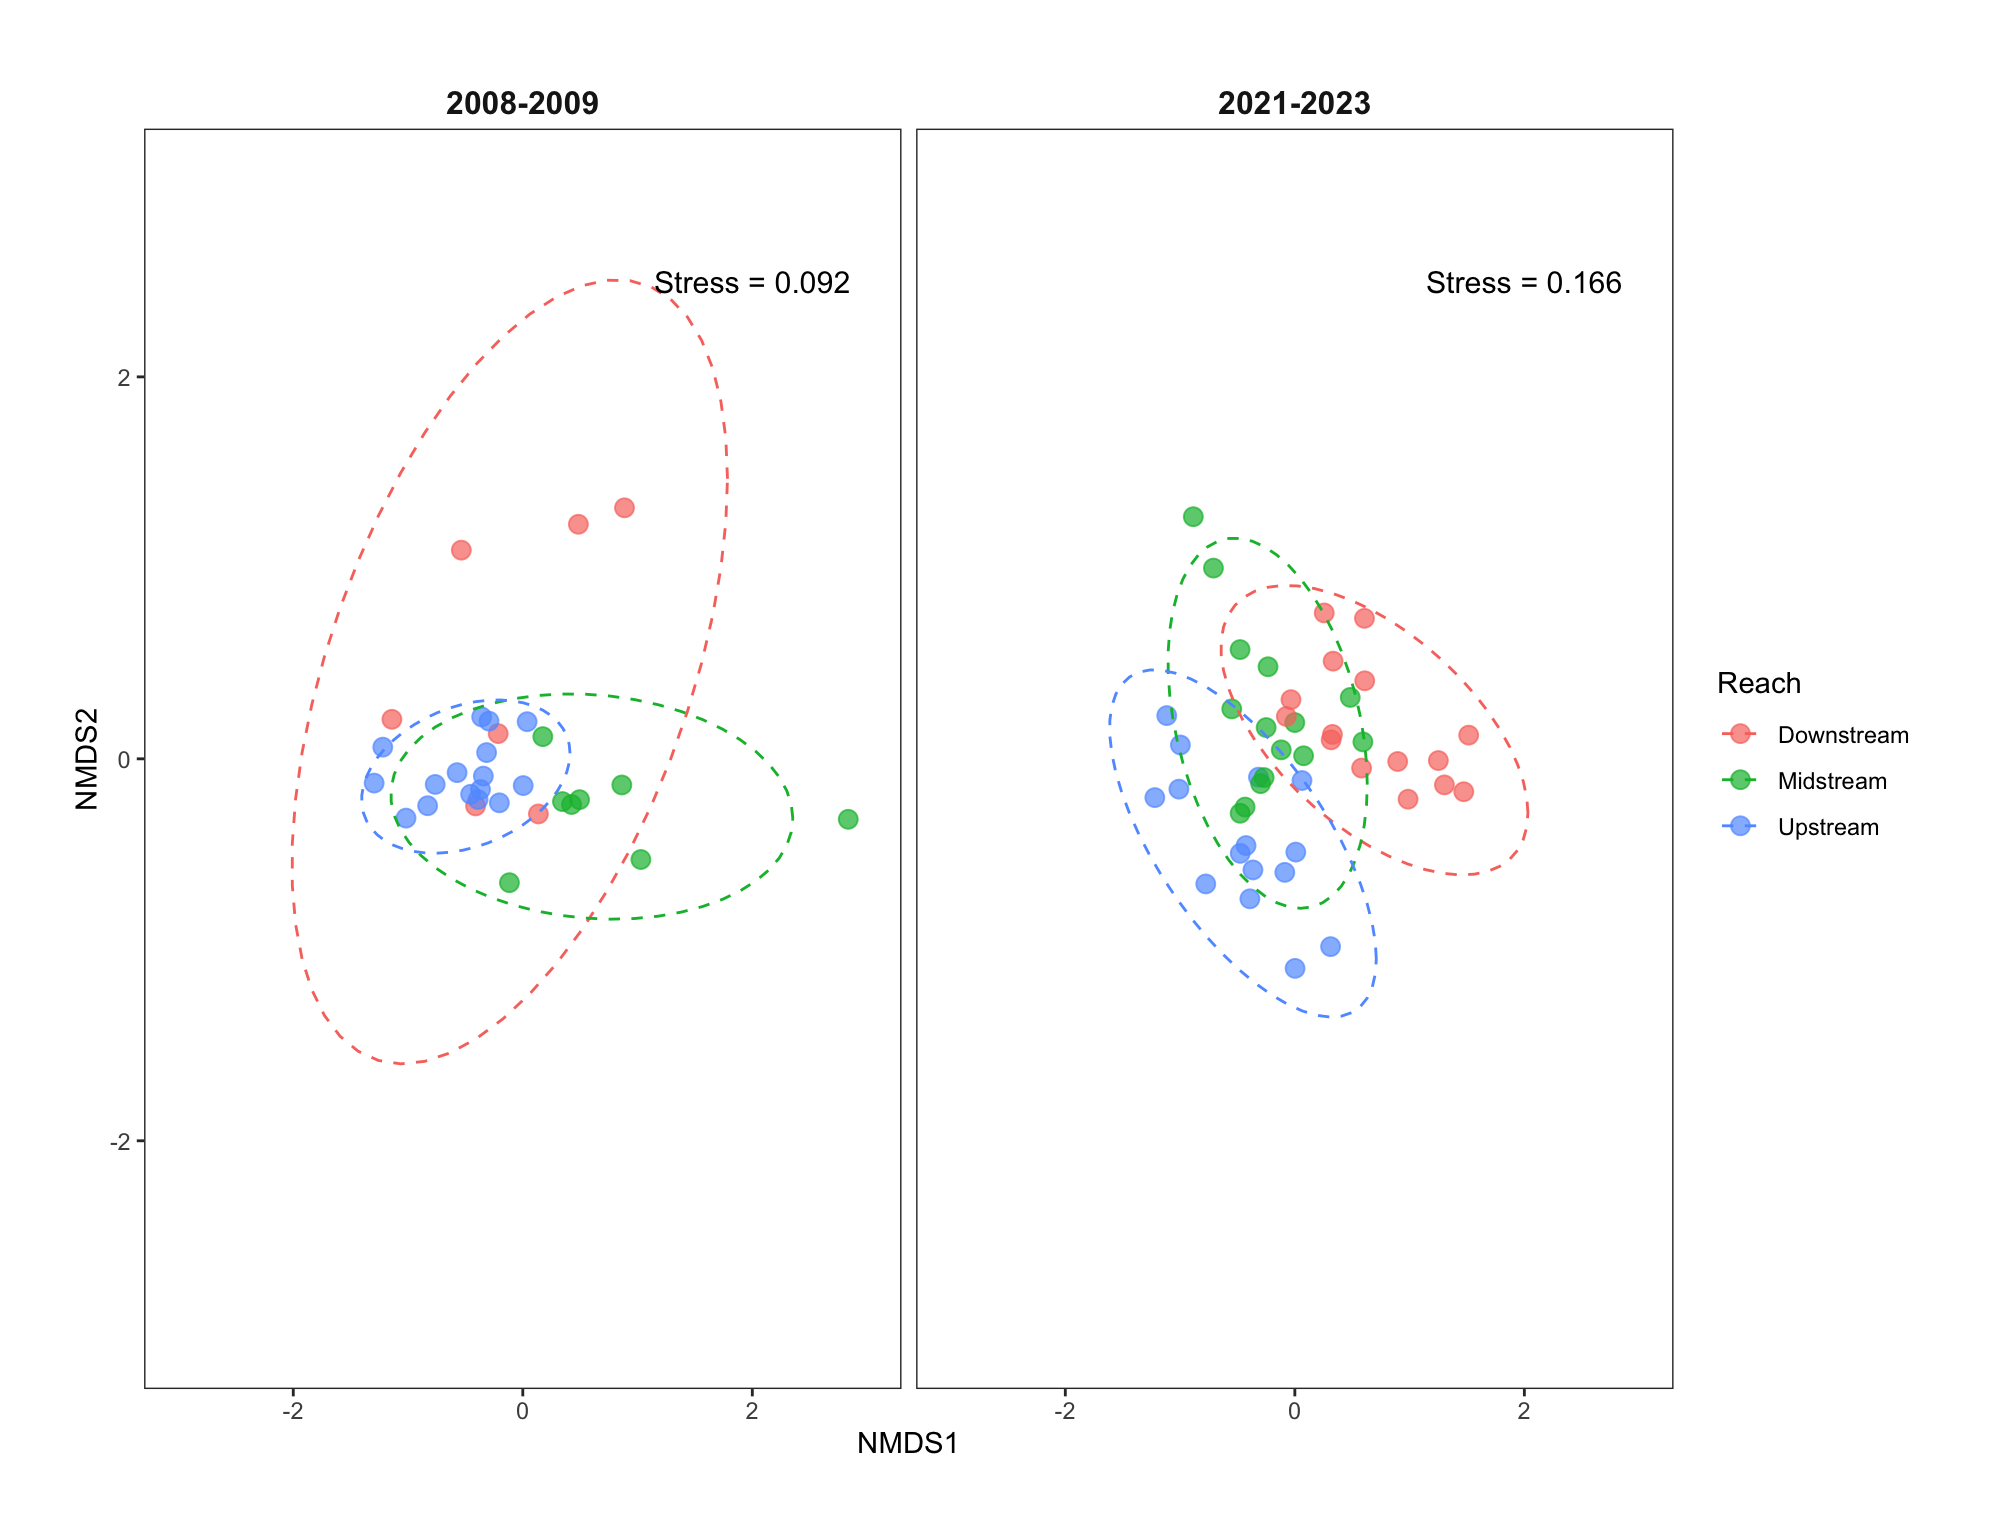 2008-2009
2021-2023
Stress = 0.092
Stress = 0.166
2
0
-2
NMDS2
-2
0
2
-2
0
2
NMDS1
Reach
Downstream
Midstream
Upstream